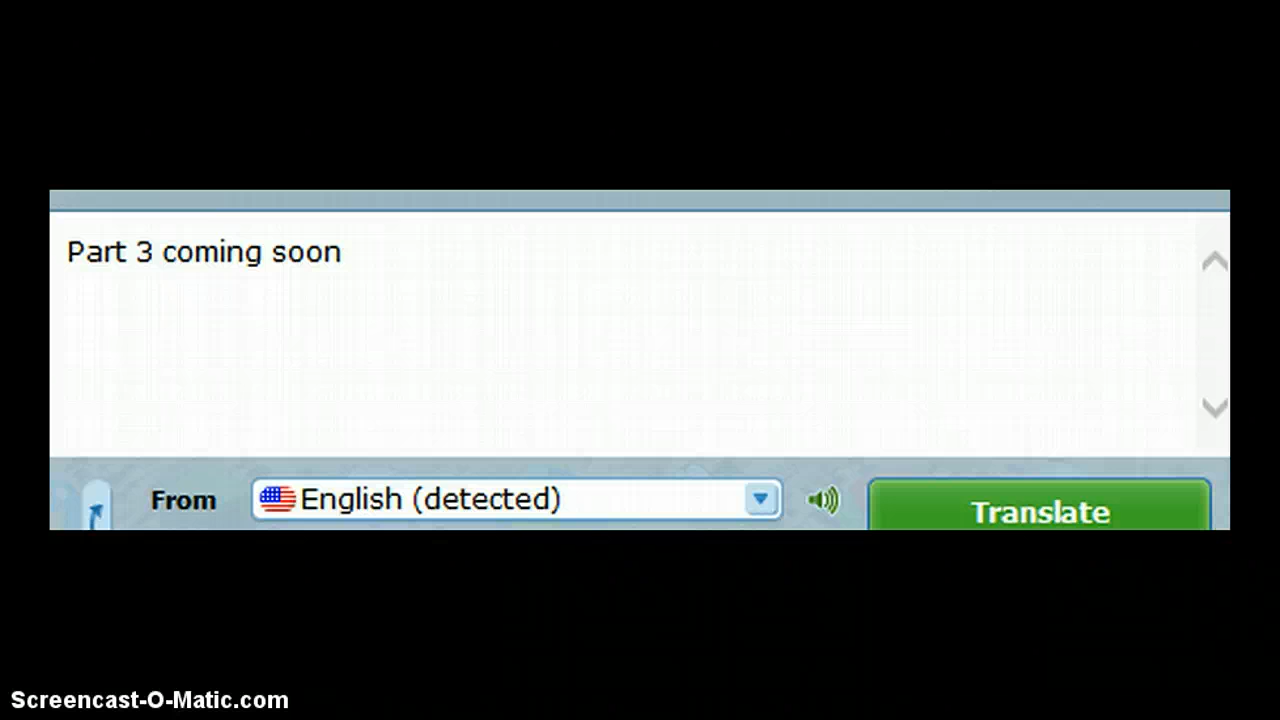 Part 3 coming soon
From
English (detected)
Translate
Screencast-O-Matic.com